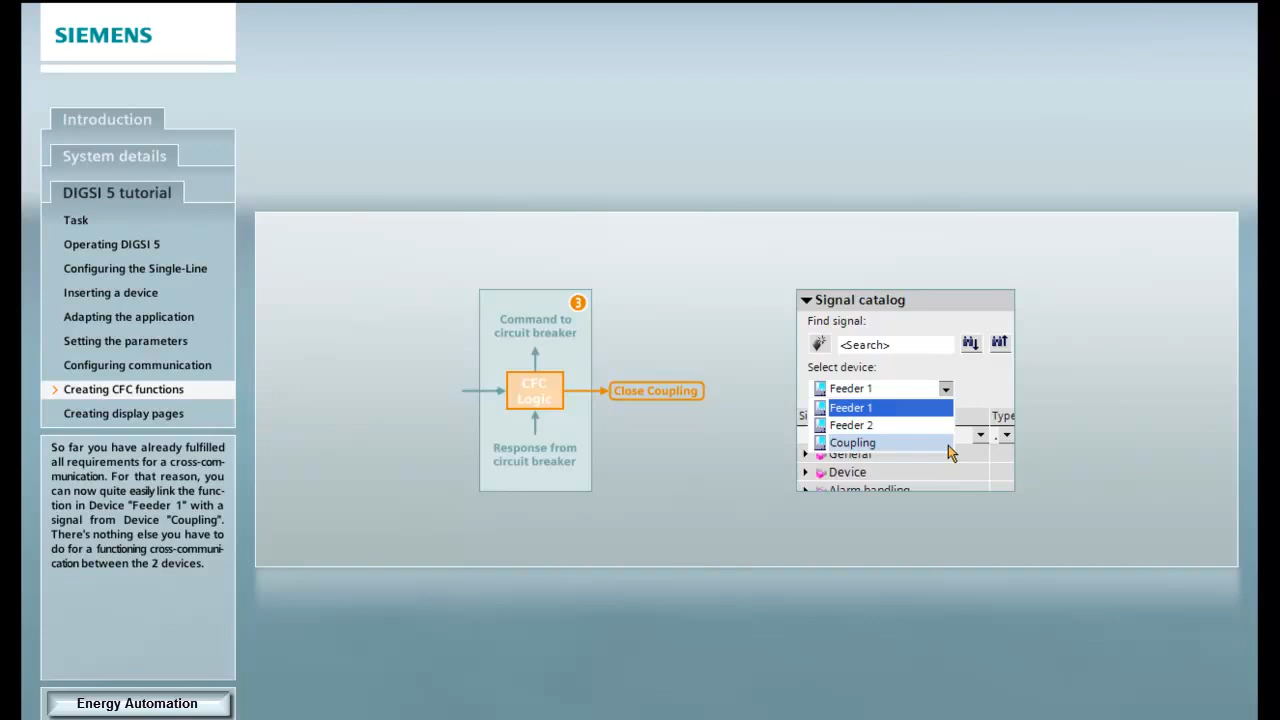 SIEMENS
Introduction
System details
DIGSI 5 tutorial
Task
Operating DIGSI 5
Configuring the Single-Line
Inserting a device
Adapting the application
Setting the parameters
Configuring communication
Creating CFC functions
Creating display pages
So far you have already fulfilled
all requirements for a cross-com-
munication. For that reason, you
can now quite easily link the func-
tion in Device "Feeder 1" with a
signal from Device "Coupling".
There's nothing else you have to
do for a functioning cross-communi-
cation between the 2 devices.
Energy Automation
3
Command to
circuit breaker
CFC
Logic
Close Coupling
Response from
circuit breaker
Signal catalog
Find signal:
<Search>
Select device:
Feeder 1
Feeder 1
Feeder 2
Coupling
Si
Type
General
Device
Alarm handling